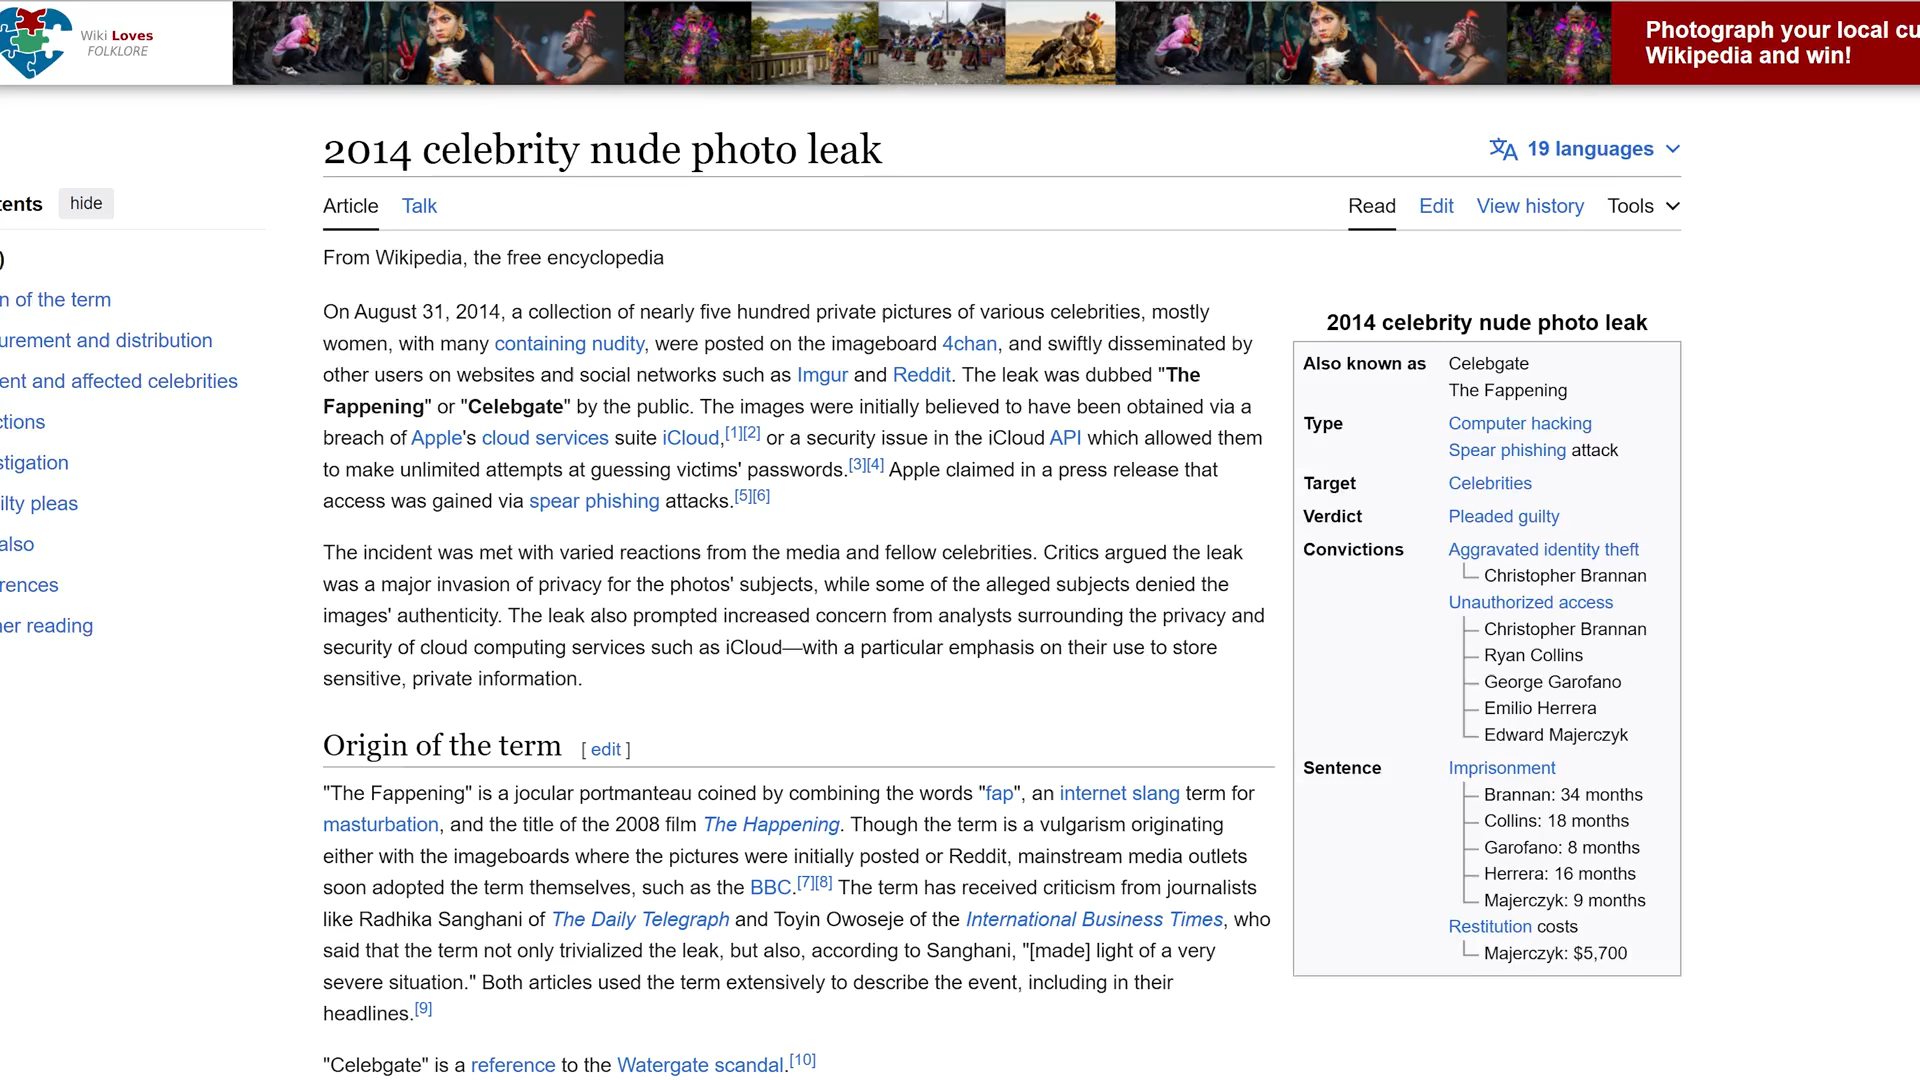 Wiki Loves
FOLKLORE
Photograph your local cu
Wikipedia and win!
2014 celebrity nude photo leak
19 languages
tents hide
Article Talk
Read Edit View history Tools
)
From Wikipedia, the free encyclopedia
n of the term
urement and distribution
ent and affected celebrities
ctions
stigation
ilty pleas
also
rences
her reading
On August 31, 2014, a collection of nearly five hundred private pictures of various celebrities, mostly
women, with many containing nudity, were posted on the imageboard 4chan, and swiftly disseminated by
other users on websites and social networks such as Imgur and Reddit. The leak was dubbed "The
Fappening" or "Celebgate" by the public. The images were initially believed to have been obtained via a
breach of Apple's cloud services suite iCloud,[1][2] or a security issue in the iCloud API which allowed them
to make unlimited attempts at guessing victims' passwords.[3][4] Apple claimed in a press release that
access was gained via spear phishing attacks.[5][6]
The incident was met with varied reactions from the media and fellow celebrities. Critics argued the leak
was a major invasion of privacy for the photos' subjects, while some of the alleged subjects denied the
images' authenticity. The leak also prompted increased concern from analysts surrounding the privacy and
security of cloud computing services such as iCloud—with a particular emphasis on their use to store
sensitive, private information.
Origin of the term [ edit ]
"The Fappening" is a jocular portmanteau coined by combining the words "fap", an internet slang term for
masturbation, and the title of the 2008 film The Happening. Though the term is a vulgarism originating
either with the imageboards where the pictures were initially posted or Reddit, mainstream media outlets
soon adopted the term themselves, such as the BBC.[7][8] The term has received criticism from journalists
like Radhika Sanghani of The Daily Telegraph and Toyin Owoseje of the International Business Times, who
said that the term not only trivialized the leak, but also, according to Sanghani, "[made] light of a very
severe situation." Both articles used the term extensively to describe the event, including in their
headlines.[9]
"Celebgate" is a reference to the Watergate scandal.[10]
2014 celebrity nude photo leak
Also known as Celebgate
The Fappening
Type Computer hacking
Spear phishing attack
Target Celebrities
Verdict Pleaded guilty
Convictions Aggravated identity theft
Christopher Brannan
Unauthorized access
Christopher Brannan
Ryan Collins
George Garofano
Emilio Herrera
Edward Majerczyk
Sentence Imprisonment
Brannan: 34 months
Collins: 18 months
Garofano: 8 months
Herrera: 16 months
Majerczyk: 9 months
Restitution costs
Majerczyk: $5,700